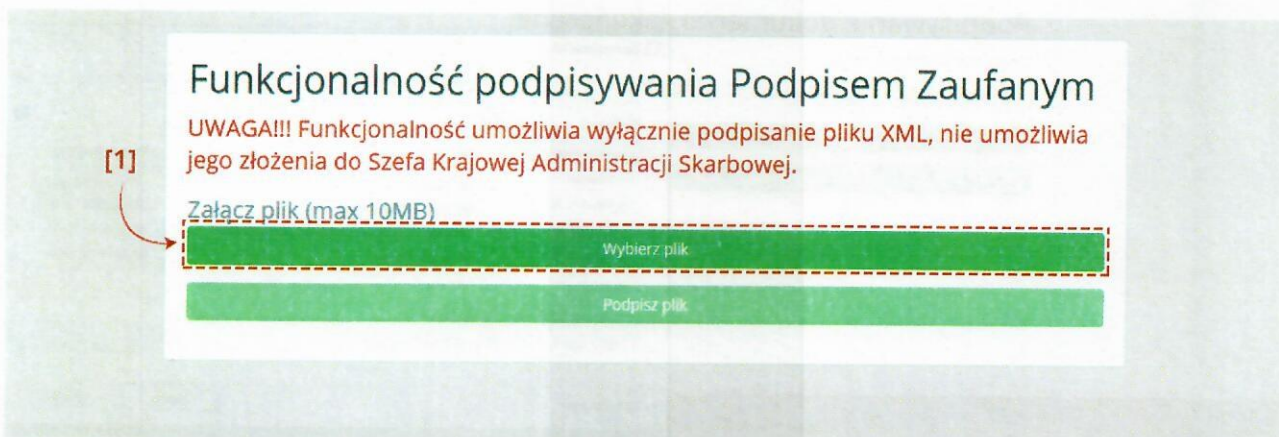 Funkcjonalność podpisywania Podpisem Zaufanym
UWAGA!!! Funkcjonalność umożliwia wyłącznie podpisanie pliku XML, nie umożliwia
jego złożenia do Szefa Krajowej Administracji Skarbowej.
[1]
Załącz plik (max 10MB)
Wybierz plik
Podpisz plik